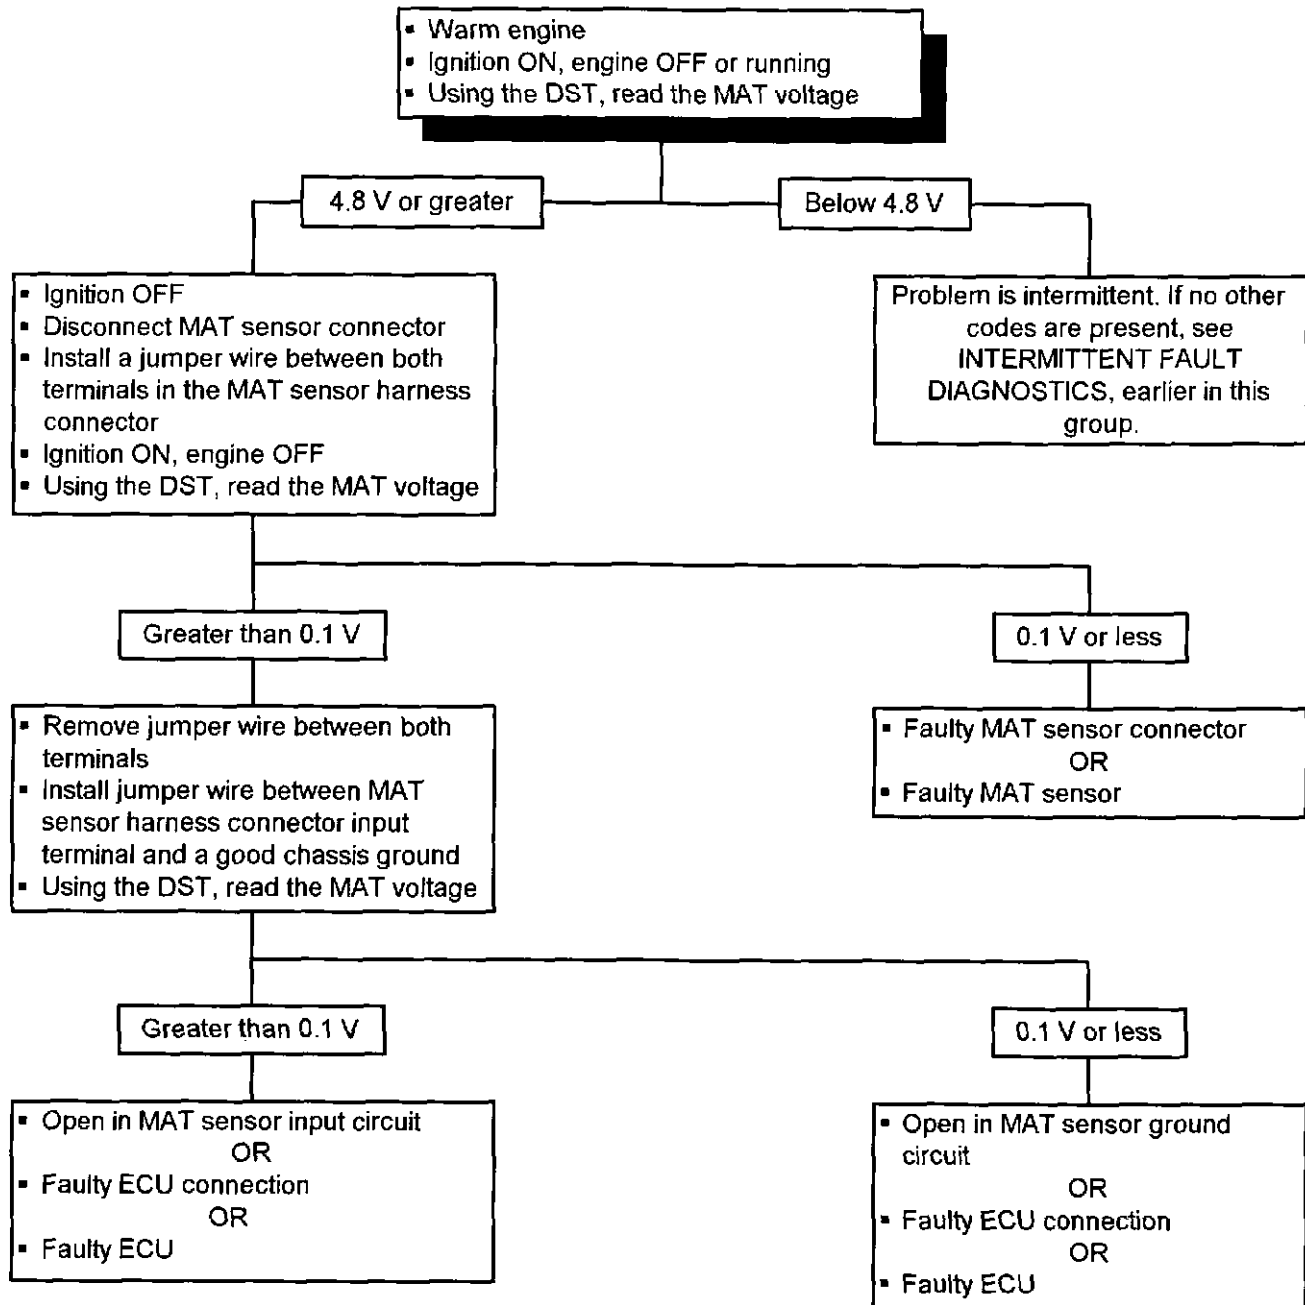 ▪ Warm engine
▪ Ignition ON, engine OFF or running
▪ Using the DST, read the MAT voltage
4.8 V or greater
Below 4.8 V
▪ Ignition OFF
▪ Disconnect MAT sensor connector
▪ Install a jumper wire between both
terminals in the MAT sensor harness
connector
▪ Ignition ON, engine OFF
▪ Using the DST, read the MAT voltage
Problem is intermittent. If no other
codes are present, see
INTERMITTENT FAULT
DIAGNOSTICS, earlier in this
group.
Greater than 0.1 V
0.1 V or less
▪ Remove jumper wire between both
terminals
▪ Install jumper wire between MAT
sensor harness connector input
terminal and a good chassis ground
▪ Using the DST, read the MAT voltage
▪ Faulty MAT sensor connector
OR
▪ Faulty MAT sensor
Greater than 0.1 V
0.1 V or less
▪ Open in MAT sensor input circuit
OR
▪ Faulty ECU connection
OR
▪ Faulty ECU
▪ Open in MAT sensor ground
circuit
OR
▪ Faulty ECU connection
OR
▪ Faulty ECU